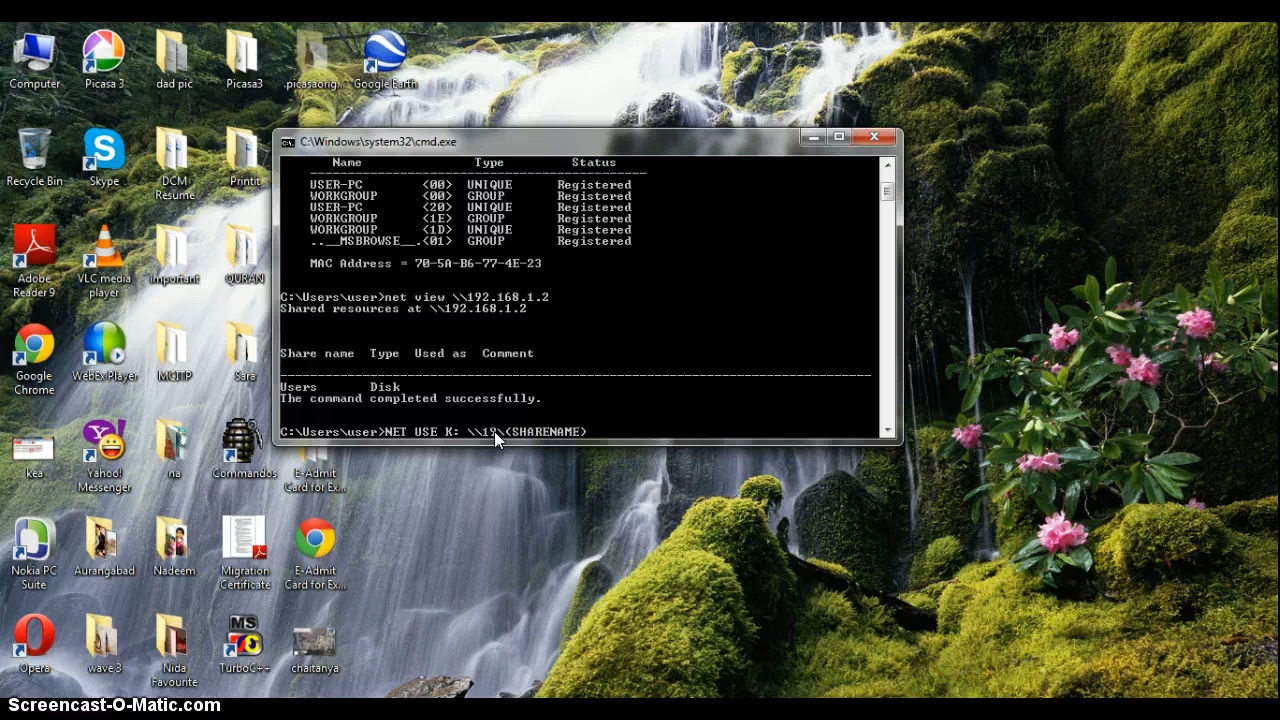 Computer
Picasa 3
dad pic
Picasa3
.picasaorig...
Google Earth
Recycle Bin
Skype
DCM
Resume
Printit
Adobe
Reader 9
VLC media
player
important
QURAN
Google
Chrome
WebEx Player
MCITP
Sara
kea
Yahoo!
Messenger
na
Commandos
E-Admit
Card for Ex...
Nokia PC
Suite
Aurangabad
Nadeem
Migration
Certificate
E-Admit
Card for Ex...
Opera
wave 3
Nida
Favourite
MS
TurboC++
chaitanya
C:\Windows\system32\cmd.exe
Name Type Status
---------------------------------------------
USER-PC <00> UNIQUE Registered
WORKGROUP <00> GROUP Registered
USER-PC <20> UNIQUE Registered
WORKGROUP <1E> GROUP Registered
WORKGROUP <1D> UNIQUE Registered
..__MSBROWSE__.<01> GROUP Registered
MAC Address = 70-5A-B6-77-4E-23
C:\Users\user>net view \\192.168.1.2
Shared resources at \\192.168.1.2
Share name Type Used as Comment
-------------------------------------------------------------------------------
Users Disk
The command completed successfully.
C:\Users\user>NET USE K: \\19\<SHARENAME>
Screencast-O-Matic.com